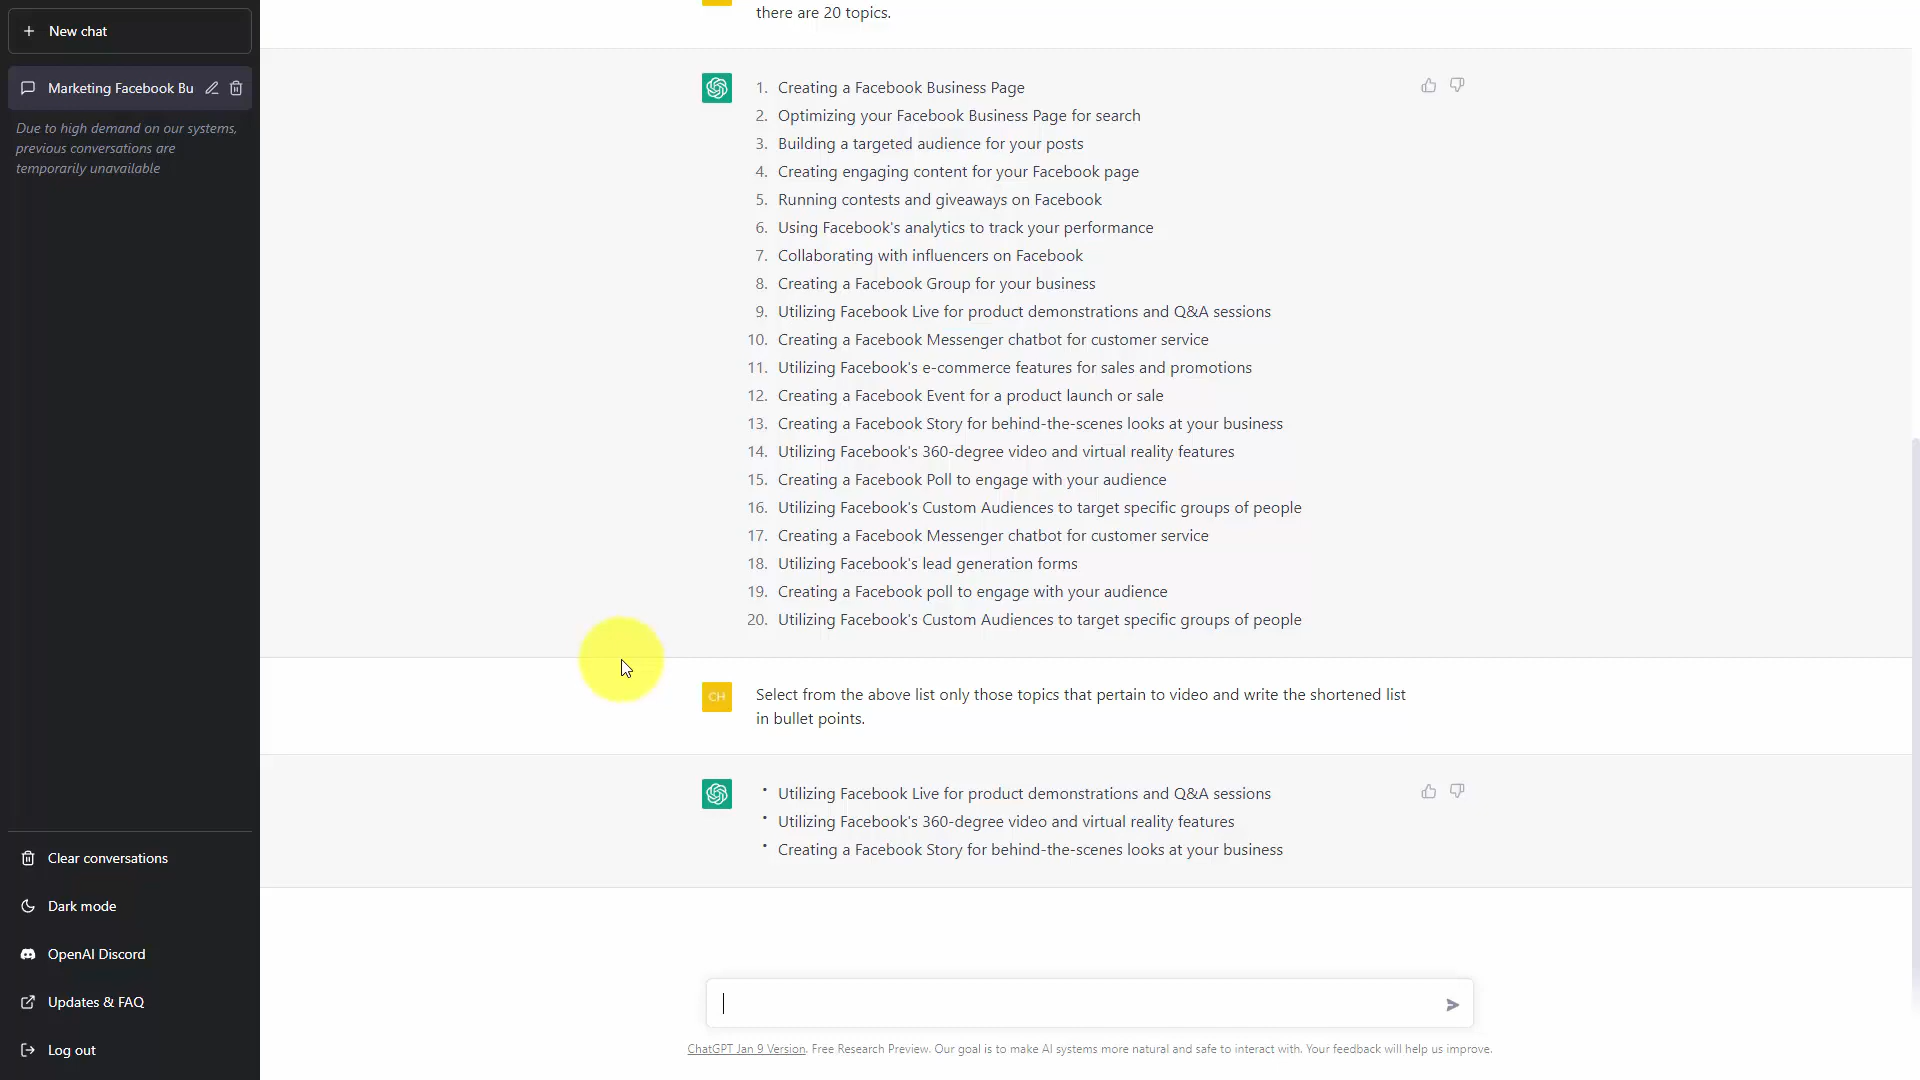 New chat
Marketing Facebook Bu
Due to high demand on our systems,
previous conversations are
temporarily unavailable
Clear conversations
Dark mode
OpenAI Discord
Updates & FAQ
Log out
there are 20 topics.
1. Creating a Facebook Business Page
2. Optimizing your Facebook Business Page for search
3. Building a targeted audience for your posts
4. Creating engaging content for your Facebook page
5. Running contests and giveaways on Facebook
6. Using Facebook's analytics to track your performance
7. Collaborating with influencers on Facebook
8. Creating a Facebook Group for your business
9. Utilizing Facebook Live for product demonstrations and Q&A sessions
10. Creating a Facebook Messenger chatbot for customer service
11. Utilizing Facebook's e-commerce features for sales and promotions
12. Creating a Facebook Event for a product launch or sale
13. Creating a Facebook Story for behind-the-scenes looks at your business
14. Utilizing Facebook's 360-degree video and virtual reality features
15. Creating a Facebook Poll to engage with your audience
16. Utilizing Facebook's Custom Audiences to target specific groups of people
17. Creating a Facebook Messenger chatbot for customer service
18. Utilizing Facebook's lead generation forms
19. Creating a Facebook poll to engage with your audience
20. Utilizing Facebook's Custom Audiences to target specific groups of people
CH
Select from the above list only those topics that pertain to video and write the shortened list
in bullet points.
• Utilizing Facebook Live for product demonstrations and Q&A sessions
• Utilizing Facebook's 360-degree video and virtual reality features
• Creating a Facebook Story for behind-the-scenes looks at your business
ChatGPT Jan 9 Version. Free Research Preview. Our goal is to make AI systems more natural and safe to interact with. Your feedback will help us improve.